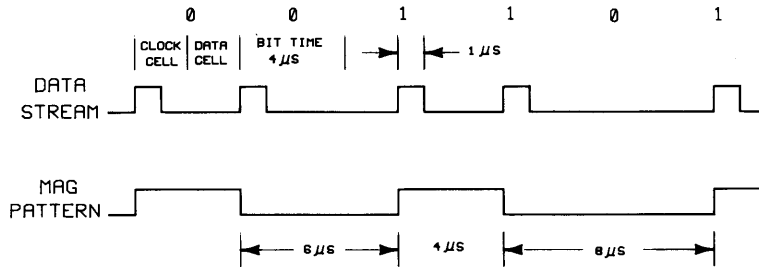 0 0 1 1 0 1
CLOCK CELL
DATA CELL
BIT TIME
4 µS
1 µS
DATA
STREAM
MAG
PATTERN
6 µS
4 µS
8 µS